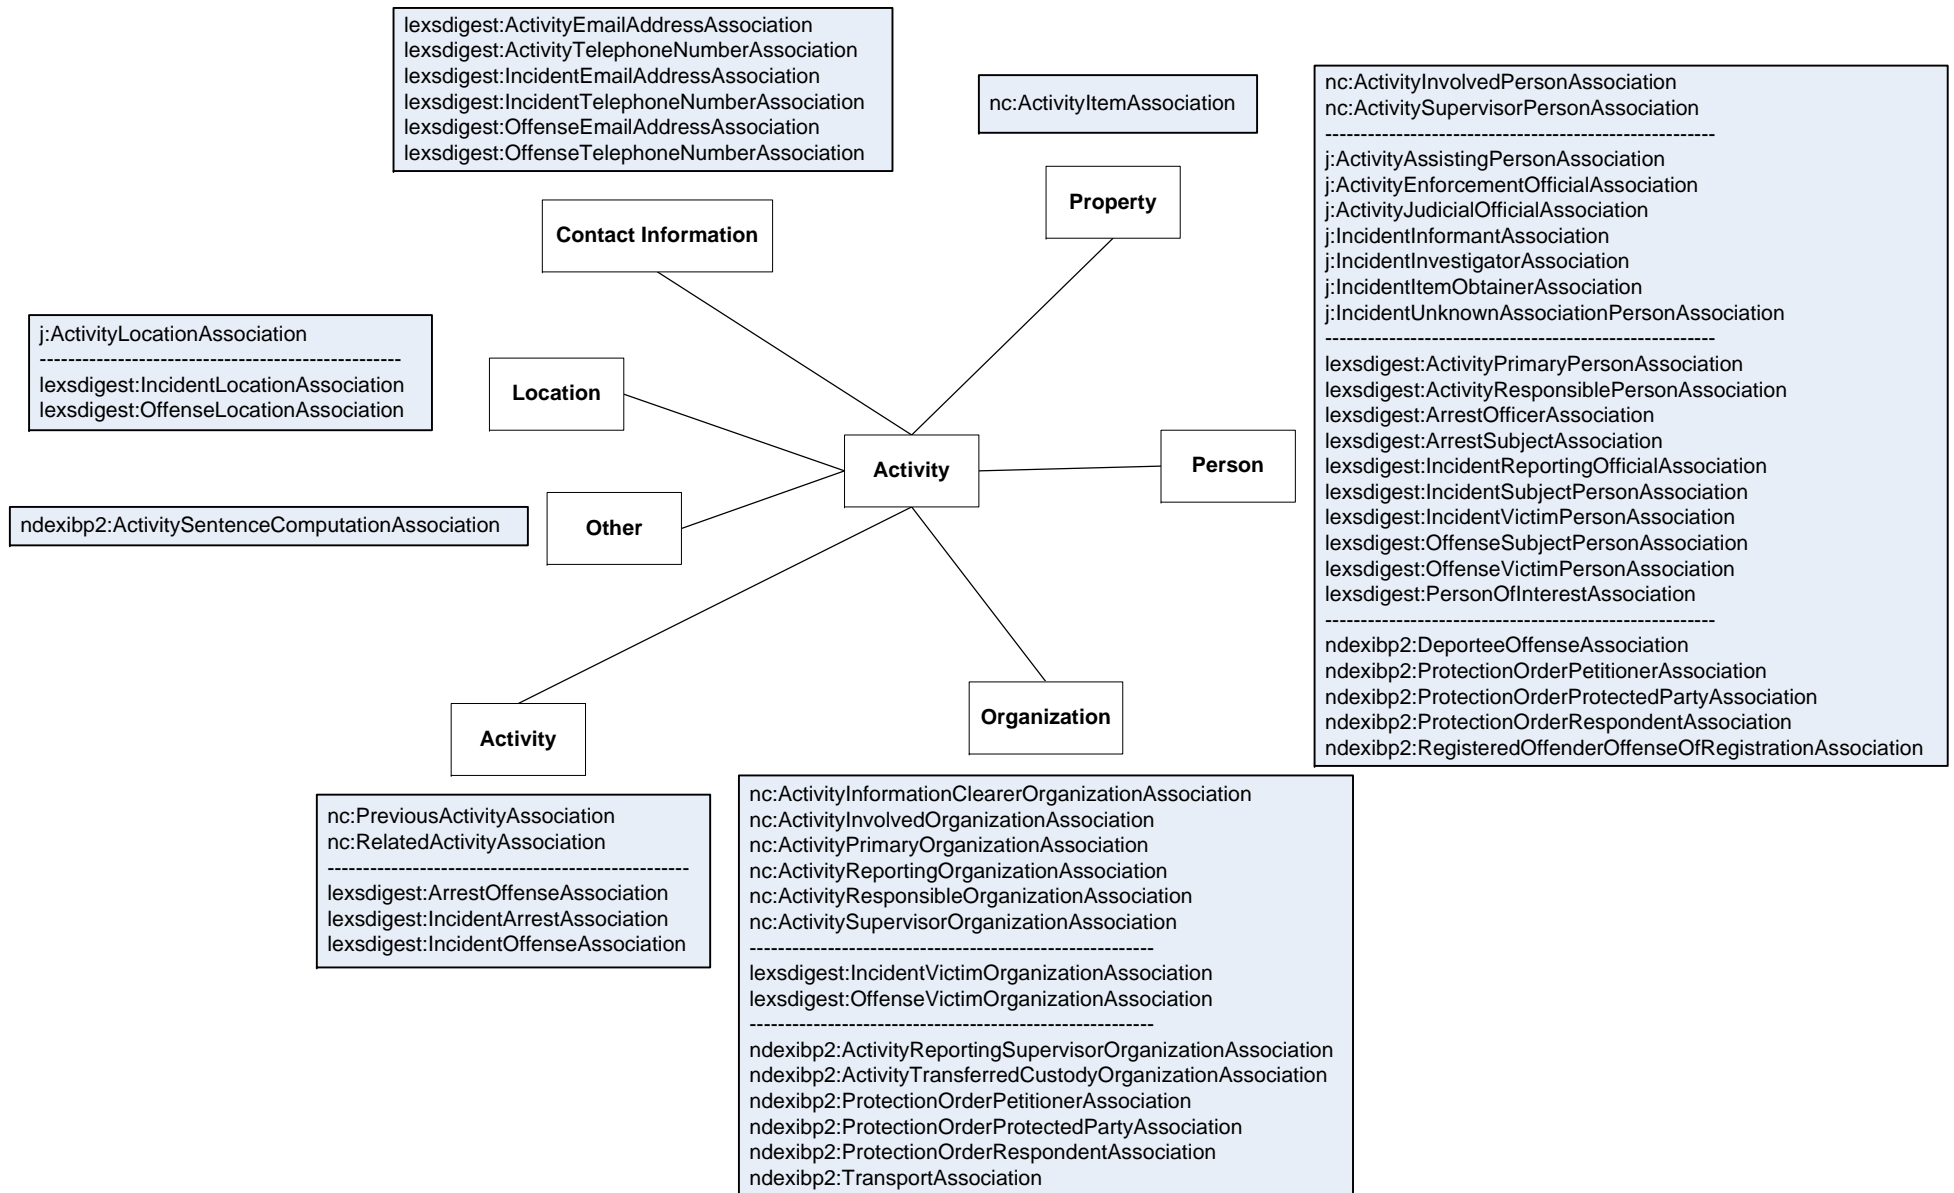 lexsdigest:ActivityEmailAddressAssociation
lexsdigest:ActivityTelephoneNumberAssociation
lexsdigest:IncidentEmailAddressAssociation
lexsdigest:IncidentTelephoneNumberAssociation
lexsdigest:OffenseEmailAddressAssociation
lexsdigest:OffenseTelephoneNumberAssociation
nc:ActivityItemAssociation
nc:ActivityInvolvedPersonAssociation
nc:ActivitySupervisorPersonAssociation
-------------------------------------------------------
j:ActivityAssistingPersonAssociation
j:ActivityEnforcementOfficialAssociation
j:ActivityJudicialOfficialAssociation
j:IncidentInformantAssociation
j:IncidentInvestigatorAssociation
j:IncidentItemObtainerAssociation
j:IncidentUnknownAssociationPersonAssociation
-------------------------------------------------------
lexsdigest:ActivityPrimaryPersonAssociation
lexsdigest:ActivityResponsiblePersonAssociation
lexsdigest:ArrestOfficerAssociation
lexsdigest:ArrestSubjectAssociation
lexsdigest:IncidentReportingOfficialAssociation
lexsdigest:IncidentSubjectPersonAssociation
lexsdigest:IncidentVictimPersonAssociation
lexsdigest:OffenseSubjectPersonAssociation
lexsdigest:OffenseVictimPersonAssociation
lexsdigest:PersonOfInterestAssociation
-------------------------------------------------------
ndexibp2:DeporteeOffenseAssociation
ndexibp2:ProtectionOrderPetitionerAssociation
ndexibp2:ProtectionOrderProtectedPartyAssociation
ndexibp2:ProtectionOrderRespondentAssociation
ndexibp2:RegisteredOffenderOffenseOfRegistrationAssociation
Property
Contact Information
j:ActivityLocationAssociation
---------------------------------------------------
lexsdigest:IncidentLocationAssociation
lexsdigest:OffenseLocationAssociation
Location
Activity
Person
ndexibp2:ActivitySentenceComputationAssociation
Other
Activity
Organization
nc:PreviousActivityAssociation
nc:RelatedActivityAssociation
---------------------------------------------------
lexsdigest:ArrestOffenseAssociation
lexsdigest:IncidentArrestAssociation
lexsdigest:IncidentOffenseAssociation
nc:ActivityInformationClearerOrganizationAssociation
nc:ActivityInvolvedOrganizationAssociation
nc:ActivityPrimaryOrganizationAssociation
nc:ActivityReportingOrganizationAssociation
nc:ActivityResponsibleOrganizationAssociation
nc:ActivitySupervisorOrganizationAssociation
---------------------------------------------------------
lexsdigest:IncidentVictimOrganizationAssociation
lexsdigest:OffenseVictimOrganizationAssociation
---------------------------------------------------------
ndexibp2:ActivityReportingSupervisorOrganizationAssociation
ndexibp2:ActivityTransferredCustodyOrganizationAssociation
ndexibp2:ProtectionOrderPetitionerAssociation
ndexibp2:ProtectionOrderProtectedPartyAssociation
ndexibp2:ProtectionOrderRespondentAssociation
ndexibp2:TransportAssociation